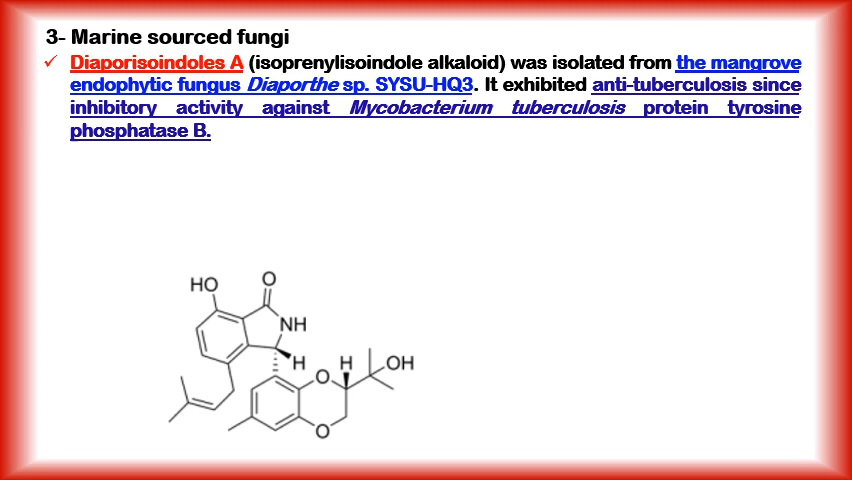 3- Marine sourced fungi
✓ Diaporisoindoles A (isoprenylisoindole alkaloid) was isolated from the mangrove
endophytic fungus Diaporthe sp. SYSU-HQ3. It exhibited anti-tuberculosis since
inhibitory activity against Mycobacterium tuberculosis protein tyrosine
phosphatase B.
HO
O
NH
H
H
OH
O
O